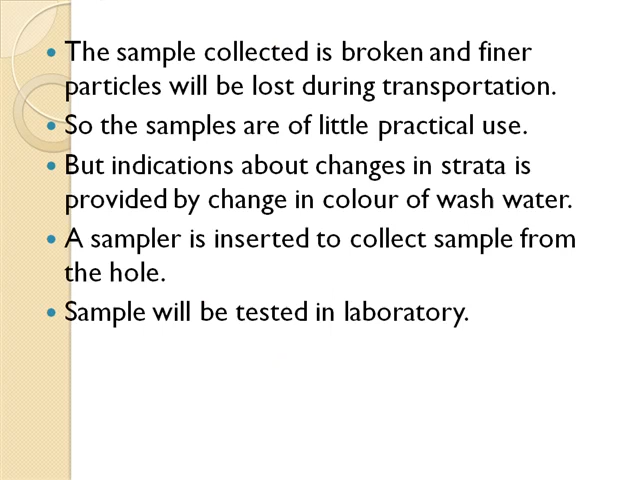 • The sample collected is broken and finer
particles will be lost during transportation.
• So the samples are of little practical use.
• But indications about changes in strata is
provided by change in colour of wash water.
• A sampler is inserted to collect sample from
the hole.
• Sample will be tested in laboratory.